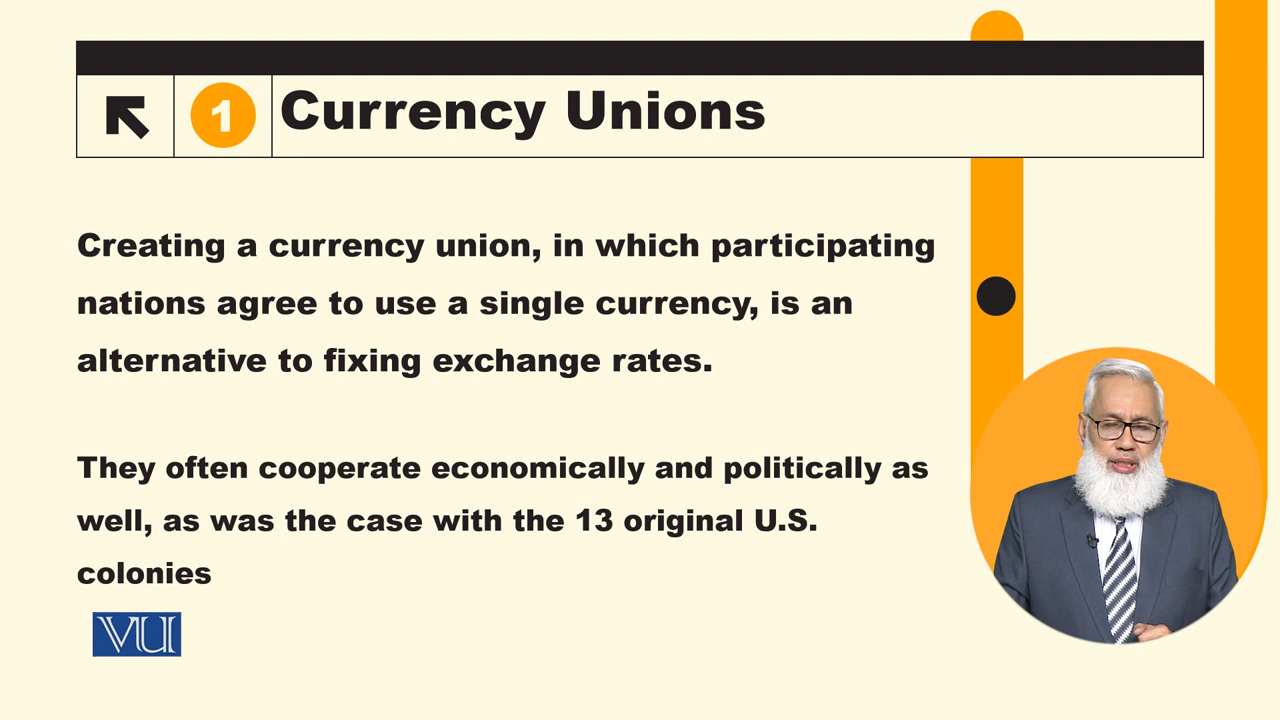 1 Currency Unions
Creating a currency union, in which participating
nations agree to use a single currency, is an
alternative to fixing exchange rates.
They often cooperate economically and politically as
well, as was the case with the 13 original U.S.
colonies
VU